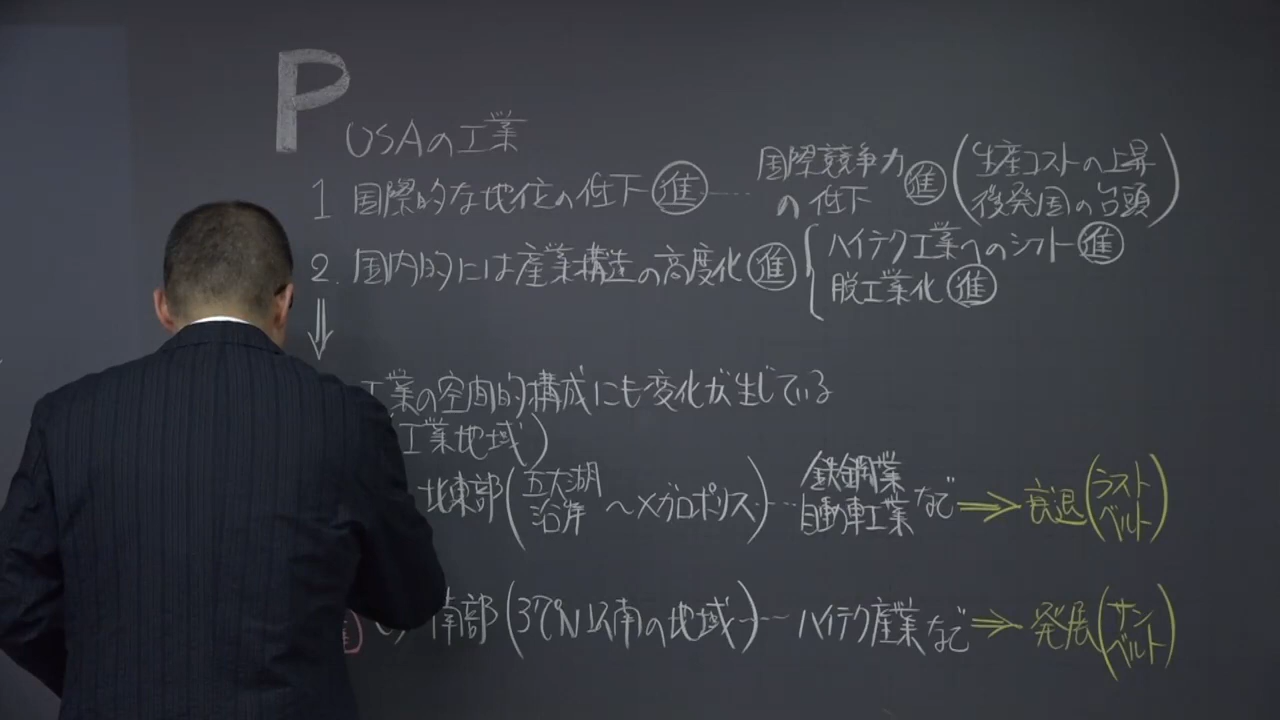 P
USAの工業
1 国際的な地位の低下 進 …… 国際競争力の低下 進 (生産コストの上昇 後発国の台頭)
2. 国内的には産業構造の高度化 進 { ハイテク工業へのシフト 進
脱工業化 進
⇓
工業の空間的構成にも変化が生じている
工業地域)
北東部(五大湖沿岸 〜メガロポリス)…鉄鋼業 自動車工業 など ⇒ 衰退(ラストベルト)
南部(37°N以南の地域)…ハイテク産業など ⇒ 発展(サンベルト)